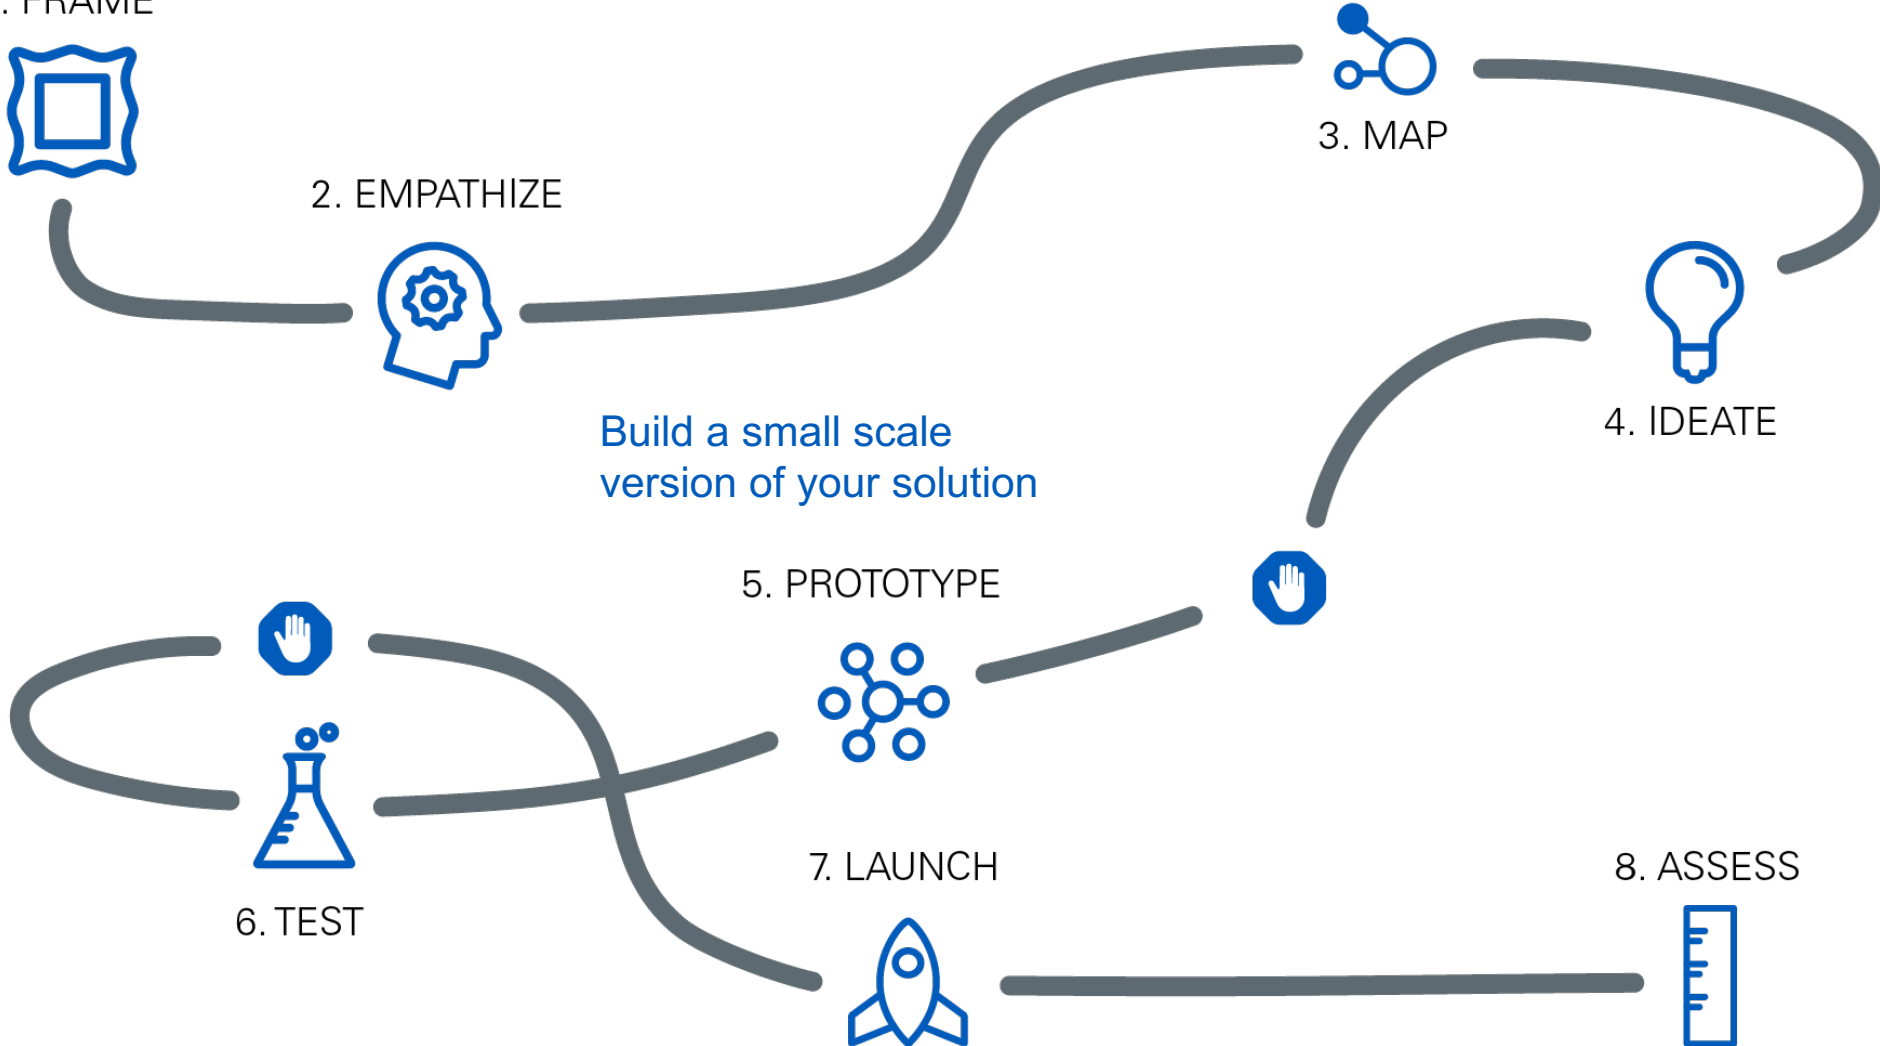 . FRAME
2. EMPATHIZE
3. MAP
4. IDEATE
Build a small scale
version of your solution
5. PROTOTYPE
6. TEST
7. LAUNCH
8. ASSESS